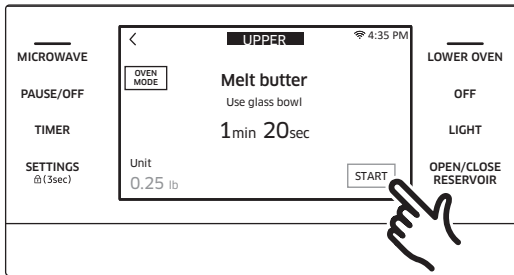 MICROWAVE
PAUSE/OFF
TIMER
SETTINGS
(3sec)
UPPER
4:35 PM
OVEN
MODE
Melt butter
Use glass bowl
1min 20sec
Unit
0.25 lb
START
LOWER OVEN
OFF
LIGHT
OPEN/CLOSE
RESERVOIR